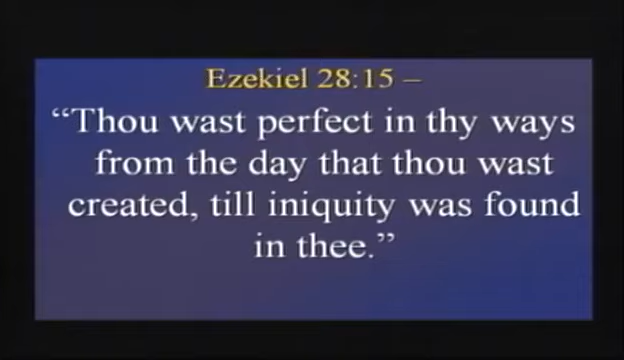 Ezekiel 28:15 –
“Thou wast perfect in thy ways
from the day that thou wast
created, till iniquity was found
in thee.”